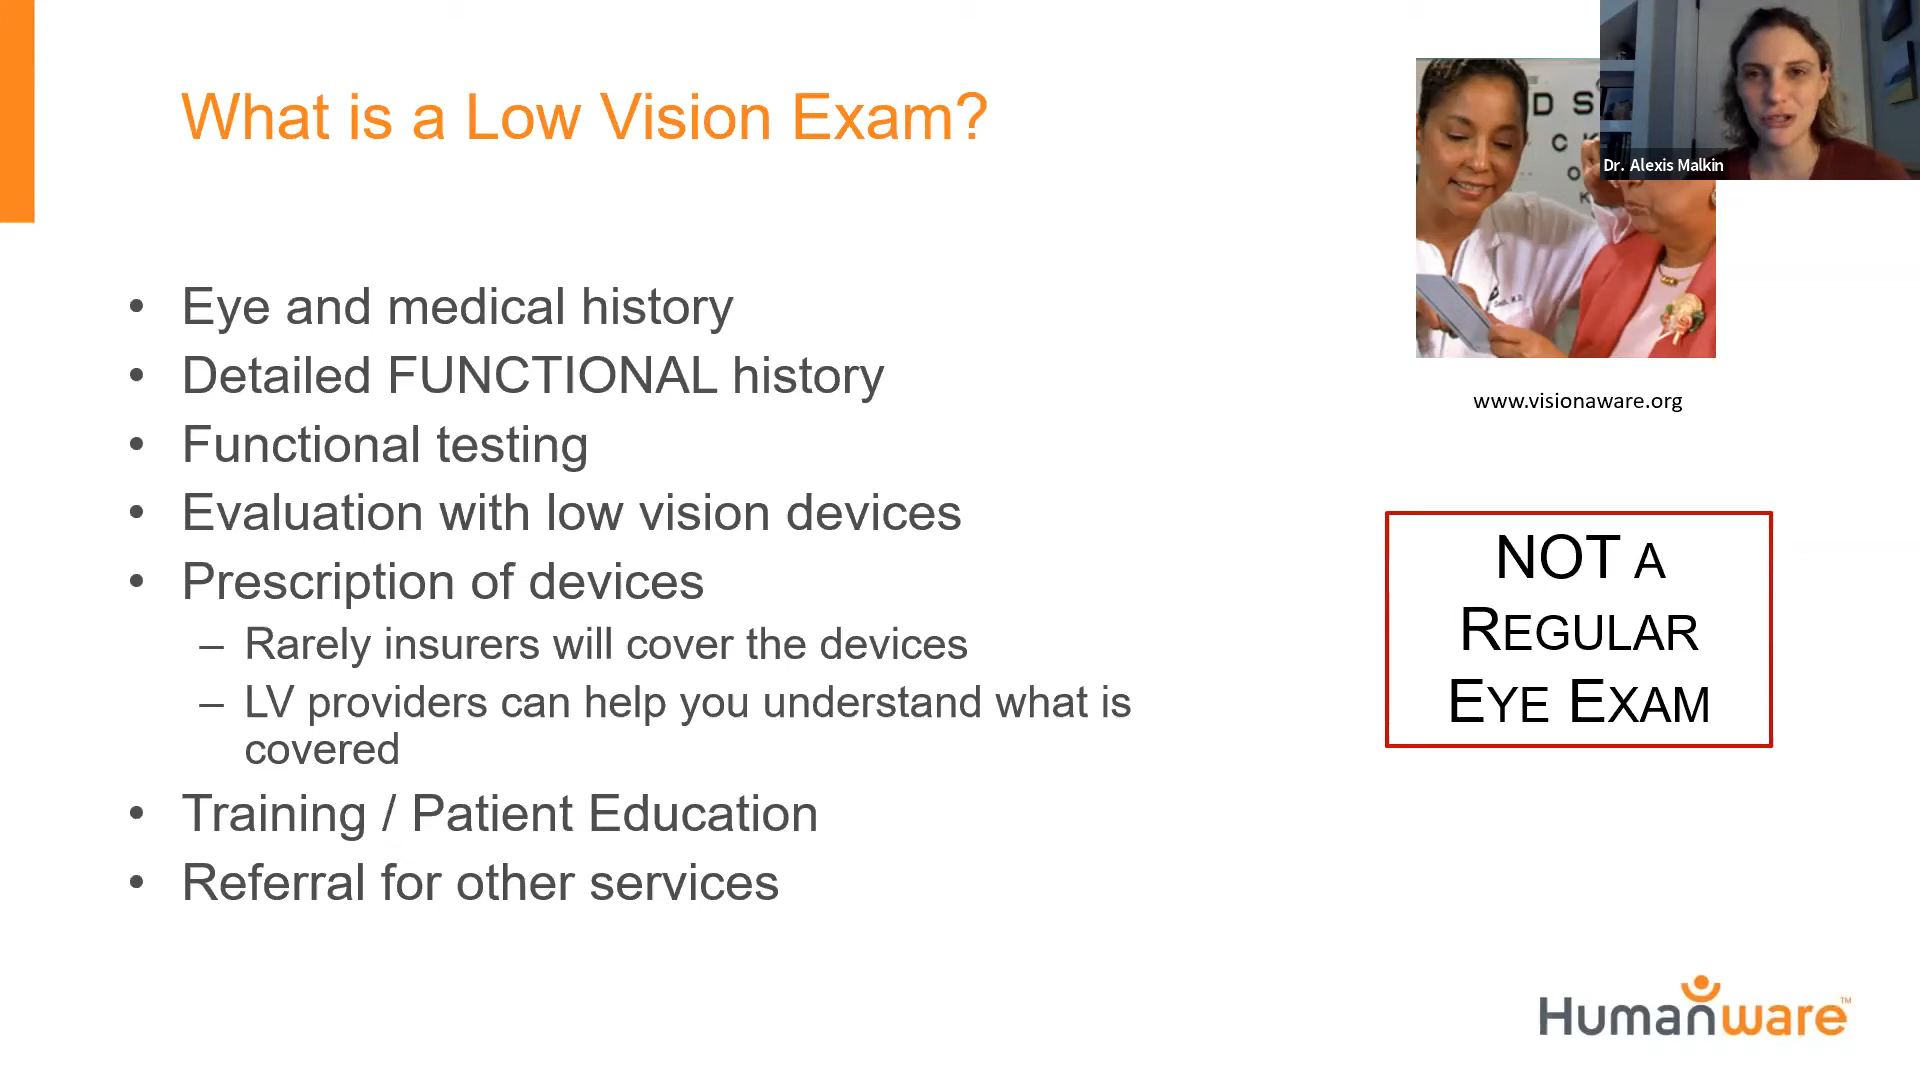 What is a Low Vision Exam?
• Eye and medical history
• Detailed FUNCTIONAL history
• Functional testing
• Evaluation with low vision devices
• Prescription of devices
– Rarely insurers will cover the devices
– LV providers can help you understand what is
covered
• Training / Patient Education
• Referral for other services
D S
C K
O
K
Dr. Alexis Malkin
www.visionaware.org
NOT A
REGULAR
EYE EXAM
Humanware™